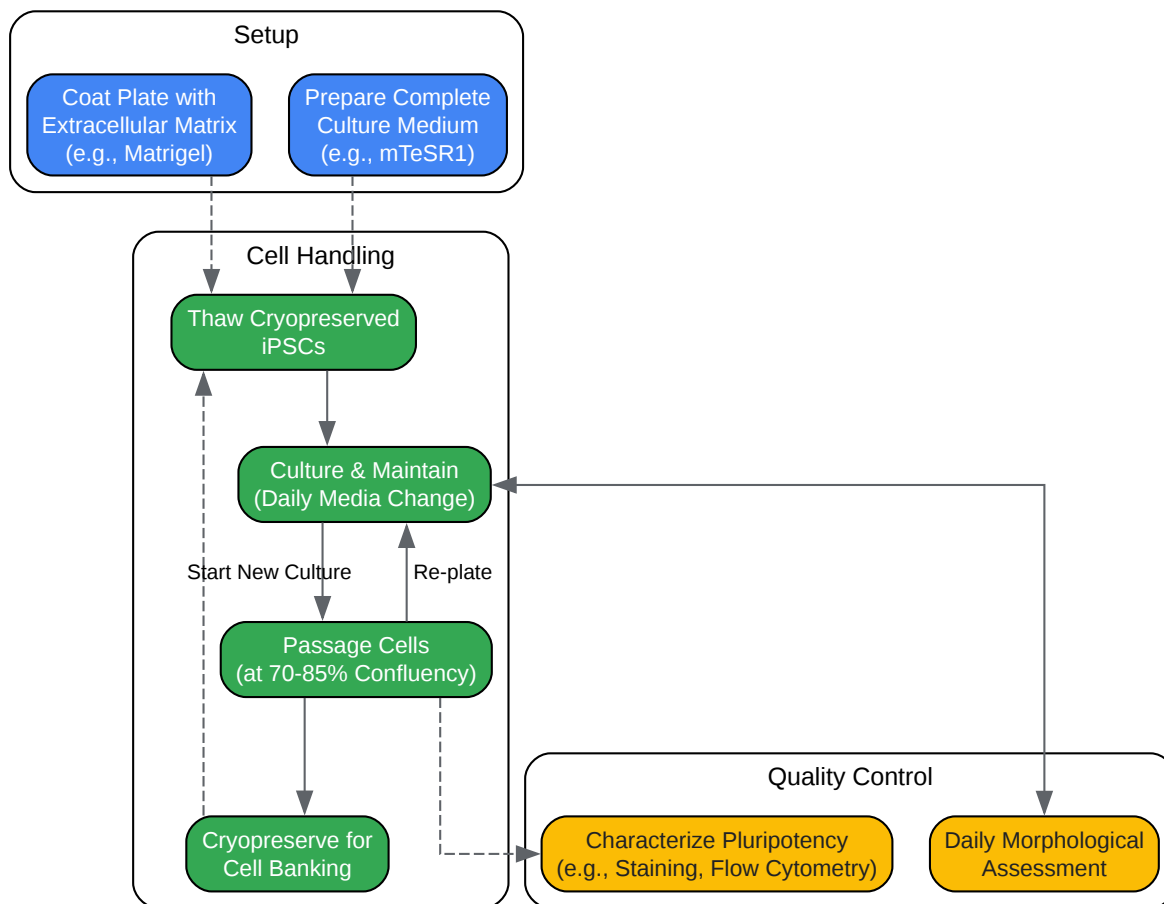 Setup
Coat Plate with
Extracellular Matrix
(e.g., Matrigel)
Prepare Complete
Culture Medium
(e.g., mTeSR1)
Cell Handling
Thaw Cryopreserved
iPSCs
Culture & Maintain
(Daily Media Change)
Start New Culture
Re-plate
Passage Cells
(at 70-85% Confluency)
Cryopreserve for
Cell Banking
Quality Control
Characterize Pluripotency
(e.g., Staining, Flow Cytometry)
Daily Morphological
Assessment